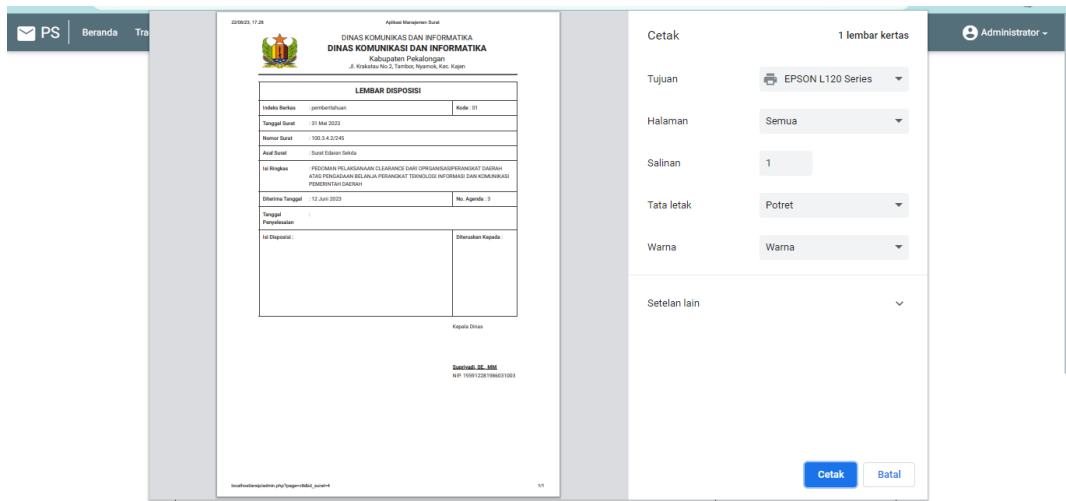 PS
Beranda
Tra
Administrator
22/08/23, 17.28
Aplikasi Manajemen Surat
DINAS KOMUNIKAS DAN INFORMATIKA
DINAS KOMUNIKASI DAN INFORMATIKA
Kabupaten Pekalongan
Jl. Krakatau No.2, Tambor, Nyamok, Kec. Kajen
LEMBAR DISPOSISI
Indeks Berkas : pemberitahuan Kode : 01
Tanggal Surat : 31 Mei 2023
Nomor Surat : 100.3.4.2/245
Asal Surat : Surat Edaran Sekda
Isi Ringkas : PEDOMAN PELAKSANAAN CLEARANCE DARI OPRGANISASIPERANGKAT DAERAH
ATAS PENGADAAN BELANJA PERANGKAT TEKNOLOGI INFORMASI DAN KOMUNIKASI
PEMERINTAH DAERAH
Diterima Tanggal : 12 Juni 2023 No. Agenda : 3
Tanggal :
Penyelesaian
Isi Disposisi : Diteruskan Kepada :
Kepala Dinas
Supriyadi, SE., MM
NIP. 195912281986031003
1/1
Cetak 1 lembar kertas
Tujuan EPSON L120 Series
Halaman Semua
Salinan 1
Tata letak Potret
Warna Warna
Setelan lain
Cetak Batal